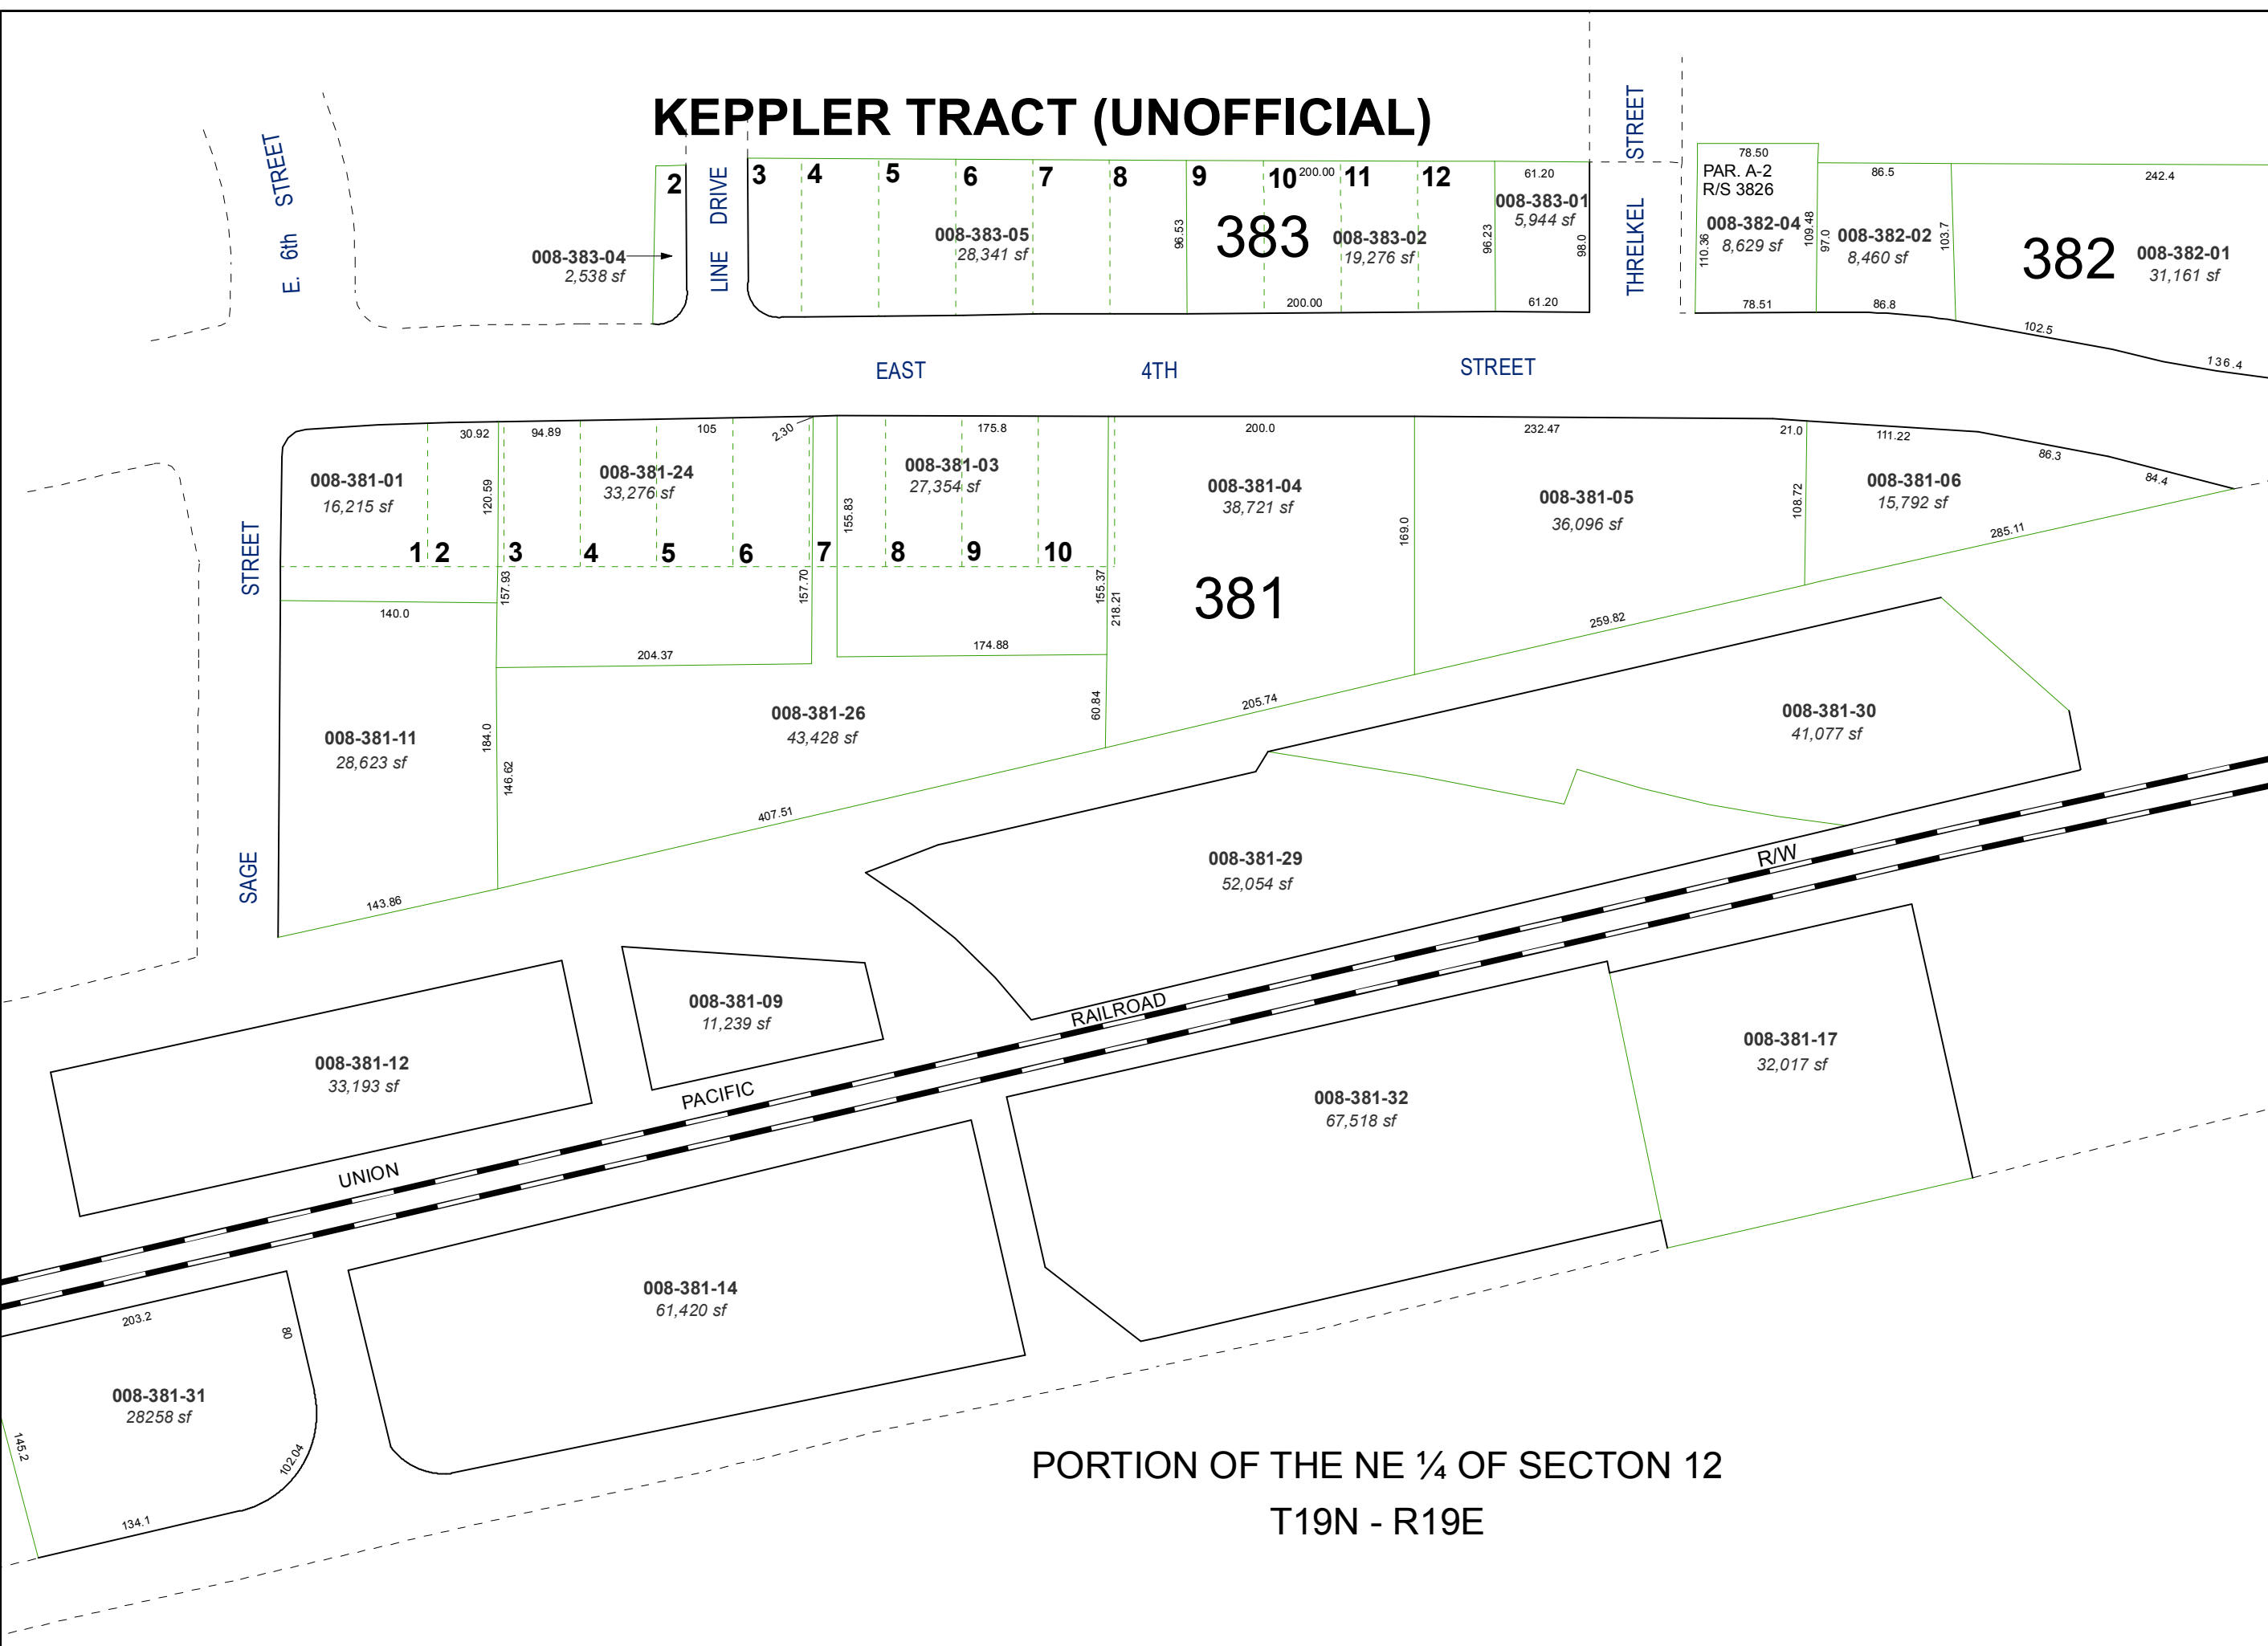 KEPPLER TRACT (UNOFFICIAL)
E. 6th STREET
LINE DRIVE
THRELKEL STREET
2
3
4
5
6
7
8
9
10
200.00
11
12
61.20
78.50
PAR. A-2
R/S 3826
86.5
242.4
008-383-04
2,538 sf
008-383-05
28,341 sf
96.53
383
008-383-02
19,276 sf
96.23
008-383-01
5,944 sf
98.0
110.36
008-382-04
8,629 sf
109.48
97.0
008-382-02
8,460 sf
103.7
382
008-382-01
31,161 sf
200.00
61.20
78.51
86.8
102.5
136.4
EAST 4TH STREET
30.92
94.89
105
2.30
175.8
200.0
232.47
21.0
111.22
86.3
84.4
008-381-01
16,215 sf
120.59
008-381-24
33,276 sf
155.83
008-381-03
27,354 sf
008-381-04
38,721 sf
169.0
008-381-05
36,096 sf
108.72
008-381-06
15,792 sf
285.11
1
2
3
4
5
6
7
8
9
10
157.93
157.70
155.37
218.21
381
140.0
204.37
174.88
259.82
SAGE STREET
008-381-11
28,623 sf
184.0
146.62
008-381-26
43,428 sf
60.84
205.74
407.51
143.86
008-381-30
41,077 sf
008-381-29
52,054 sf
008-381-09
11,239 sf
008-381-12
33,193 sf
UNION PACIFIC RAILROAD R/W
008-381-17
32,017 sf
008-381-32
67,518 sf
008-381-14
61,420 sf
203.2
80
008-381-31
28258 sf
145.2
102.04
134.1
PORTION OF THE NE ¼ OF SECTON 12
T19N - R19E